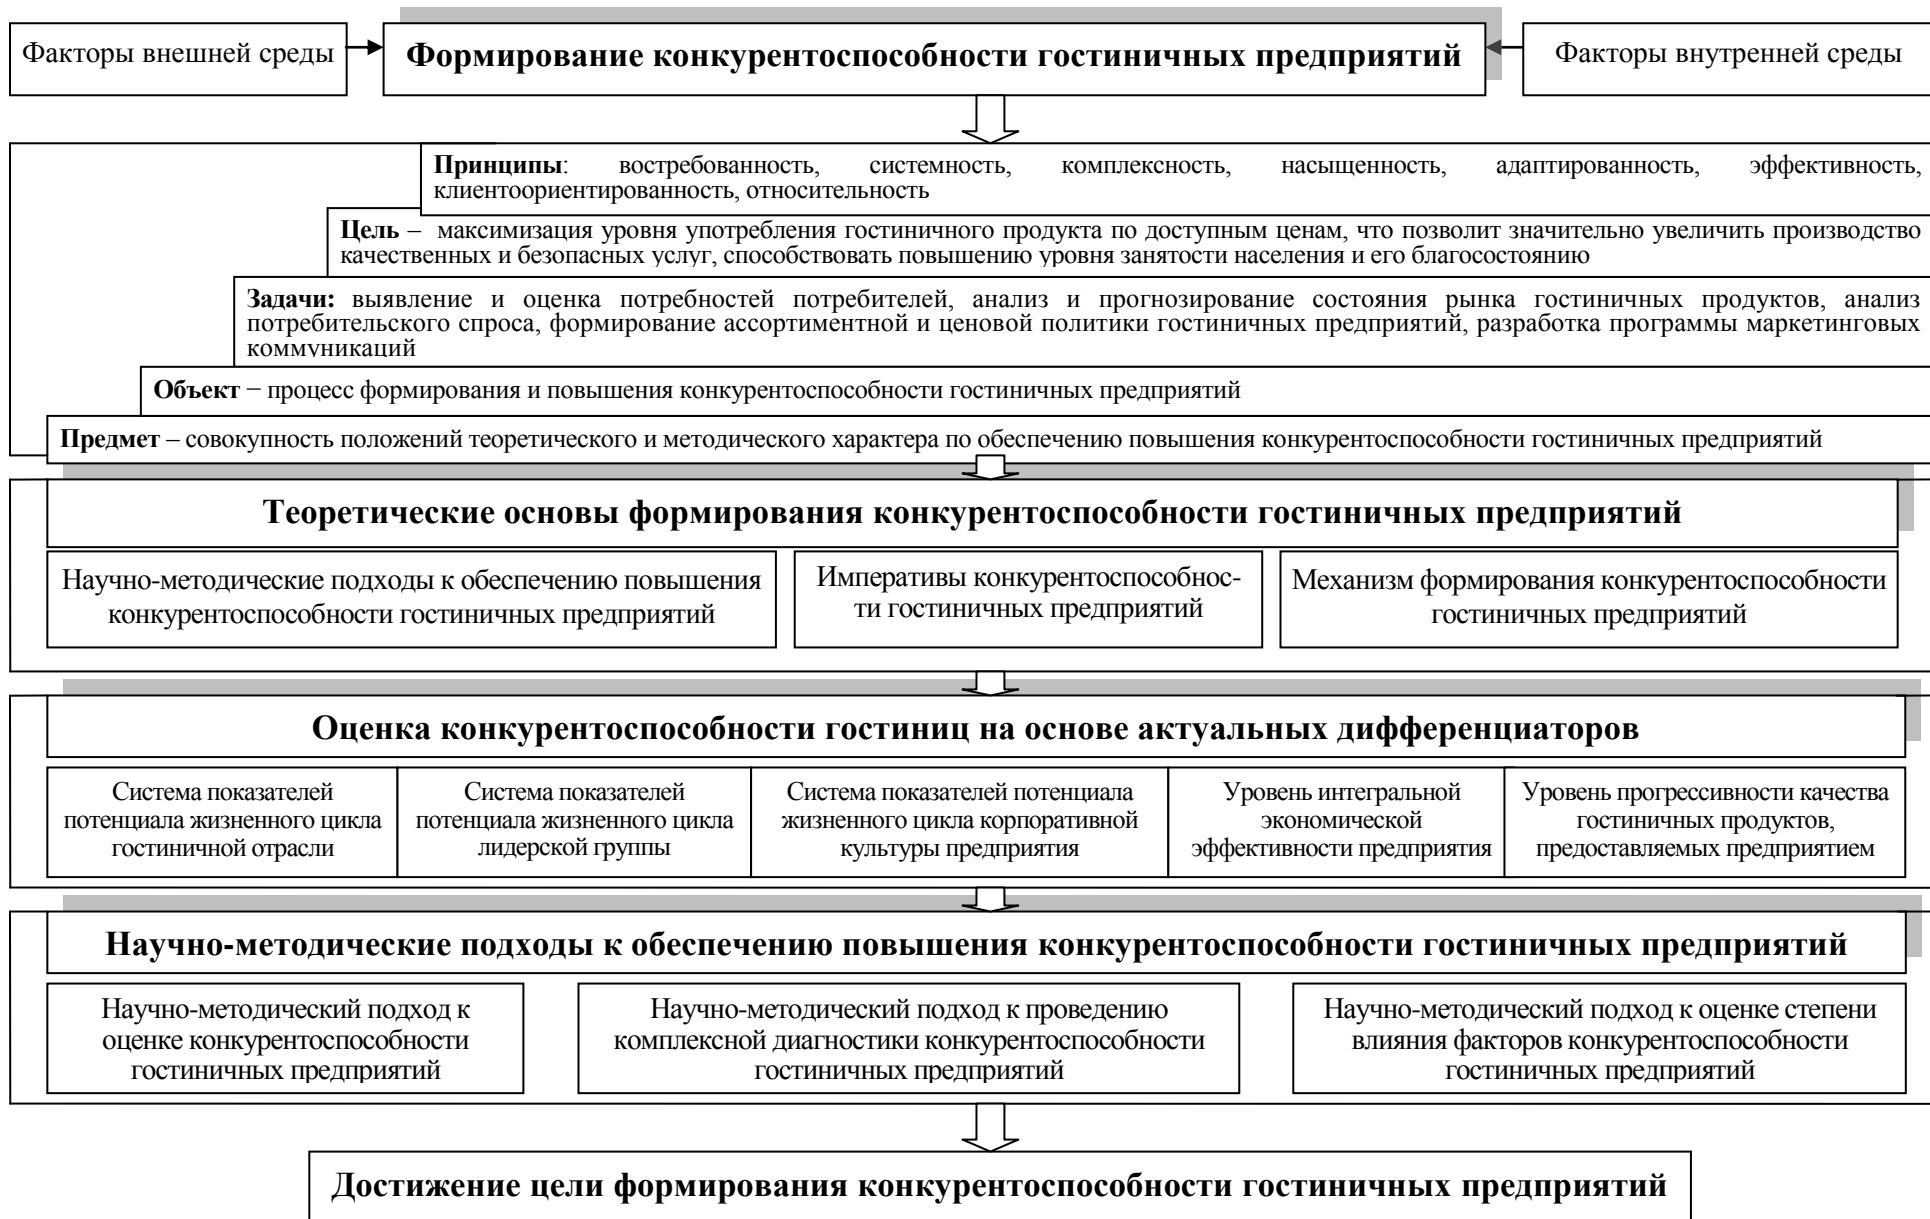 Факторы внешней среды
Формирование конкурентоспособности гостиничных предприятий
Факторы внутренней среды
Принципы: востребованность, системность, комплексность, насыщенность, адаптированность, эффективность,
клиентоориентированность, относительность
Цель – максимизация уровня употребления гостиничного продукта по доступным ценам, что позволит значительно увеличить производство
качественных и безопасных услуг, способствовать повышению уровня занятости населения и его благосостоянию
Задачи: выявление и оценка потребностей потребителей, анализ и прогнозирование состояния рынка гостиничных продуктов, анализ
потребительского спроса, формирование ассортиментной и ценовой политики гостиничных предприятий, разработка программы маркетинговых
коммуникаций
Объект – процесс формирования и повышения конкурентоспособности гостиничных предприятий
Предмет – совокупность положений теоретического и методического характера по обеспечению повышения конкурентоспособности гостиничных предприятий
Теоретические основы формирования конкурентоспособности гостиничных предприятий
Научно-методические подходы к обеспечению повышения
конкурентоспособности гостиничных предприятий
Императивы конкурентоспособнос-
ти гостиничных предприятий
Механизм формирования конкурентоспособности
гостиничных предприятий
Оценка конкурентоспособности гостиниц на основе актуальных дифференциаторов
Система показателей
потенциала жизненного цикла
гостиничной отрасли
Система показателей
потенциала жизненного цикла
лидерской группы
Система показателей потенциала
жизненного цикла корпоративной
культуры предприятия
Уровень интегральной
экономической
эффективности предприятия
Уровень прогрессивности качества
гостиничных продуктов,
предоставляемых предприятием
Научно-методические подходы к обеспечению повышения конкурентоспособности гостиничных предприятий
Научно-методический подход к
оценке конкурентоспособности
гостиничных предприятий
Научно-методический подход к проведению
комплексной диагностики конкурентоспособности
гостиничных предприятий
Научно-методический подход к оценке степени
влияния факторов конкурентоспособности
гостиничных предприятий
Достижение цели формирования конкурентоспособности гостиничных предприятий